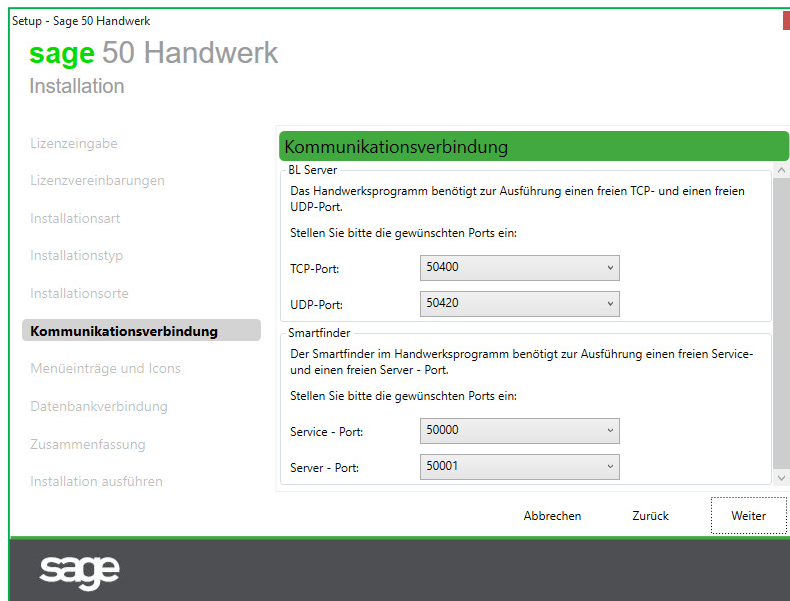 Setup - Sage 50 Handwerk
sage 50 Handwerk
Installation
Lizenzeingabe
Lizenzvereinbarungen
Installationsart
Installationstyp
Installationsorte
Kommunikationsverbindung
Menüeinträge und Icons
Datenbankverbindung
Zusammenfassung
Installation ausführen
Kommunikationsverbindung
BL Server
Das Handwerksprogramm benötigt zur Ausführung einen freien TCP- und einen freien
UDP-Port.
Stellen Sie bitte die gewünschten Ports ein:
TCP-Port: 50400
UDP-Port: 50420
Smartfinder
Der Smartfinder im Handwerksprogramm benötigt zur Ausführung einen freien Service-
und einen freien Server - Port.
Stellen Sie bitte die gewünschten Ports ein:
Service - Port: 50000
Server - Port: 50001
Abbrechen Zurück Weiter
sage